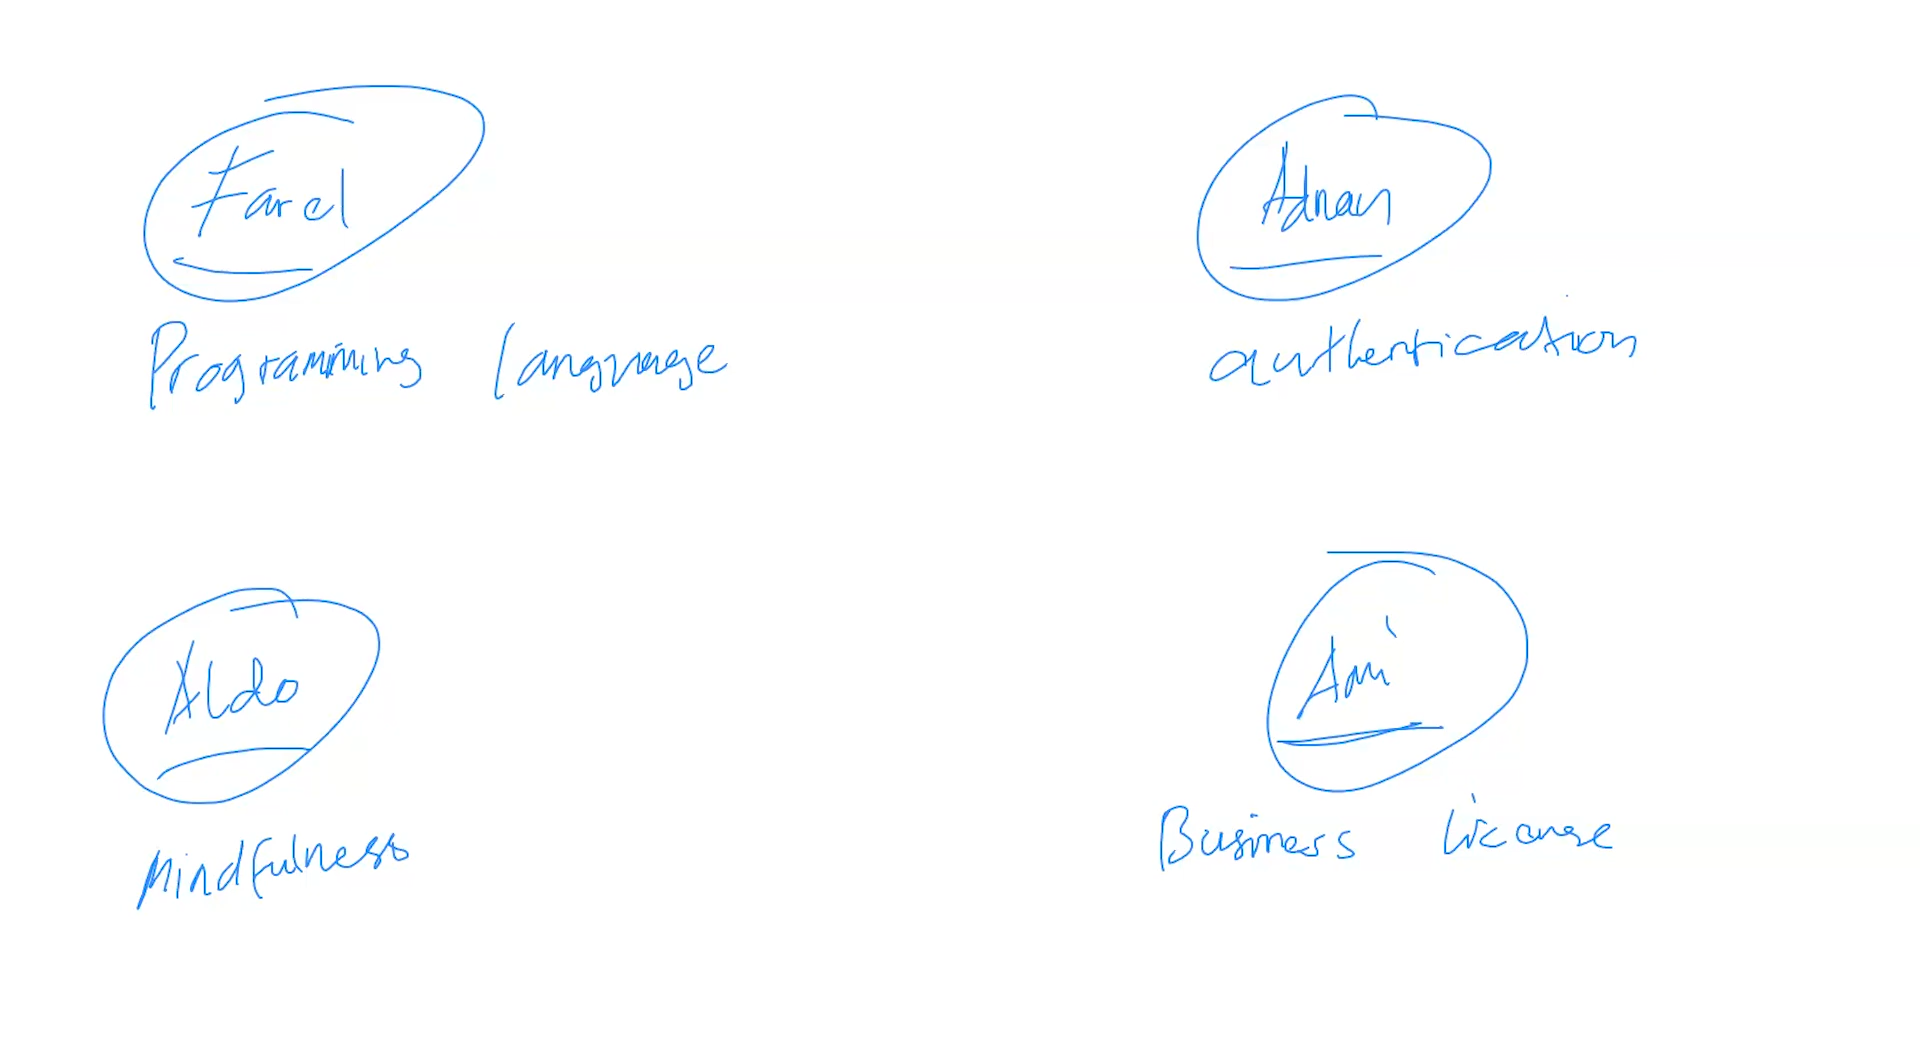 Farel
Programming language
Adnan
authentication
Aldo
Mindfulness
Ami
Business license